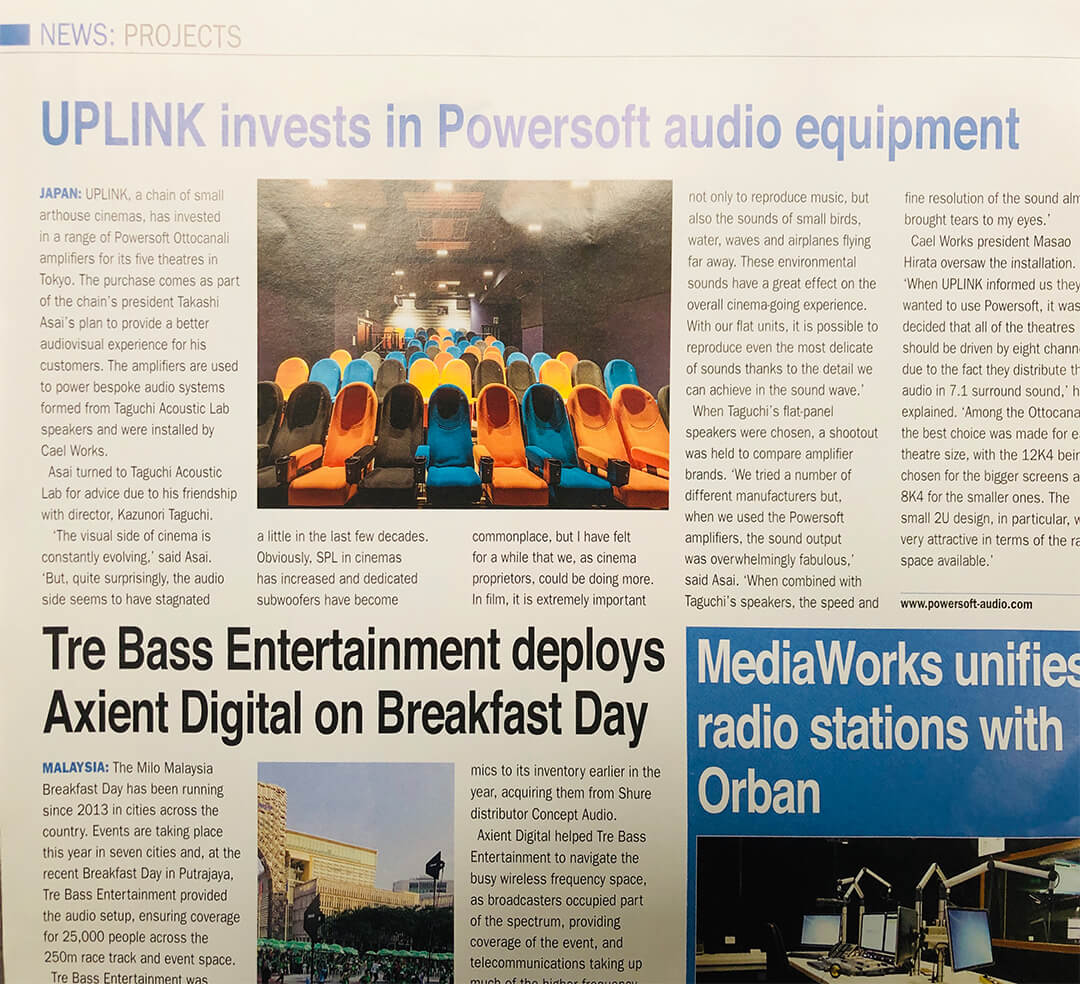 NEWS: PROJECTS
UPLINK invests in Powersoft audio equipment
JAPAN: UPLINK, a chain of small
arthouse cinemas, has invested
in a range of Powersoft Ottocanali
amplifiers for its five theatres in
Tokyo. The purchase comes as part
of the chain's president Takashi
Asai's plan to provide a better
audiovisual experience for his
customers. The amplifiers are used
to power bespoke audio systems
formed from Taguchi Acoustic Lab
speakers and were installed by
Cael Works.
Asai turned to Taguchi Acoustic
Lab for advice due to his friendship
with director, Kazunori Taguchi.
'The visual side of cinema is
constantly evolving,' said Asai.
'But, quite surprisingly, the audio
side seems to have stagnated
a little in the last few decades.
Obviously, SPL in cinemas
has increased and dedicated
subwoofers have become
commonplace, but I have felt
for a while that we, as cinema
proprietors, could be doing more.
In film, it is extremely important
not only to reproduce music, but
also the sounds of small birds,
water, waves and airplanes flying
far away. These environmental
sounds have a great effect on the
overall cinema-going experience.
With our flat units, it is possible to
reproduce even the most delicate
of sounds thanks to the detail we
can achieve in the sound wave.'
When Taguchi's flat-panel
speakers were chosen, a shootout
was held to compare amplifier
brands. 'We tried a number of
different manufacturers but,
when we used the Powersoft
amplifiers, the sound output
was overwhelmingly fabulous,'
said Asai. 'When combined with
Taguchi's speakers, the speed and
fine resolution of the sound
brought tears to my eyes.'
Cael Works president Masao
Hirata oversaw the installation.
'When UPLINK informed us they
wanted to use Powersoft, it was
decided that all of the theatres
should be driven by eight
due to the fact they distribute
audio in 7.1 surround sound,'
explained. 'Among the
the best choice was made for
theatre size, with the 12K4
chosen for the bigger screens
8K4 for the smaller ones. The
small 2U design, in particular,
very attractive in terms of the
space available.'
www.powersoft-audio.com
Tre Bass Entertainment deploys
Axient Digital on Breakfast Day
MALAYSIA: The Milo Malaysia
Breakfast Day has been running
since 2013 in cities across the
country. Events are taking place
this year in seven cities and, at the
recent Breakfast Day in Putrajaya,
Tre Bass Entertainment provided
the audio setup, ensuring coverage
for 25,000 people across the
250m race track and event space.
Tre Bass Entertainment was
mics to its inventory earlier in the
year, acquiring them from Shure
distributor Concept Audio.
Axient Digital helped Tre Bass
Entertainment to navigate the
busy wireless frequency space,
as broadcasters occupied part
of the spectrum, providing
coverage of the event, and
telecommunications taking up
much of the higher frequency
MediaWorks unifies
radio stations with
Orban